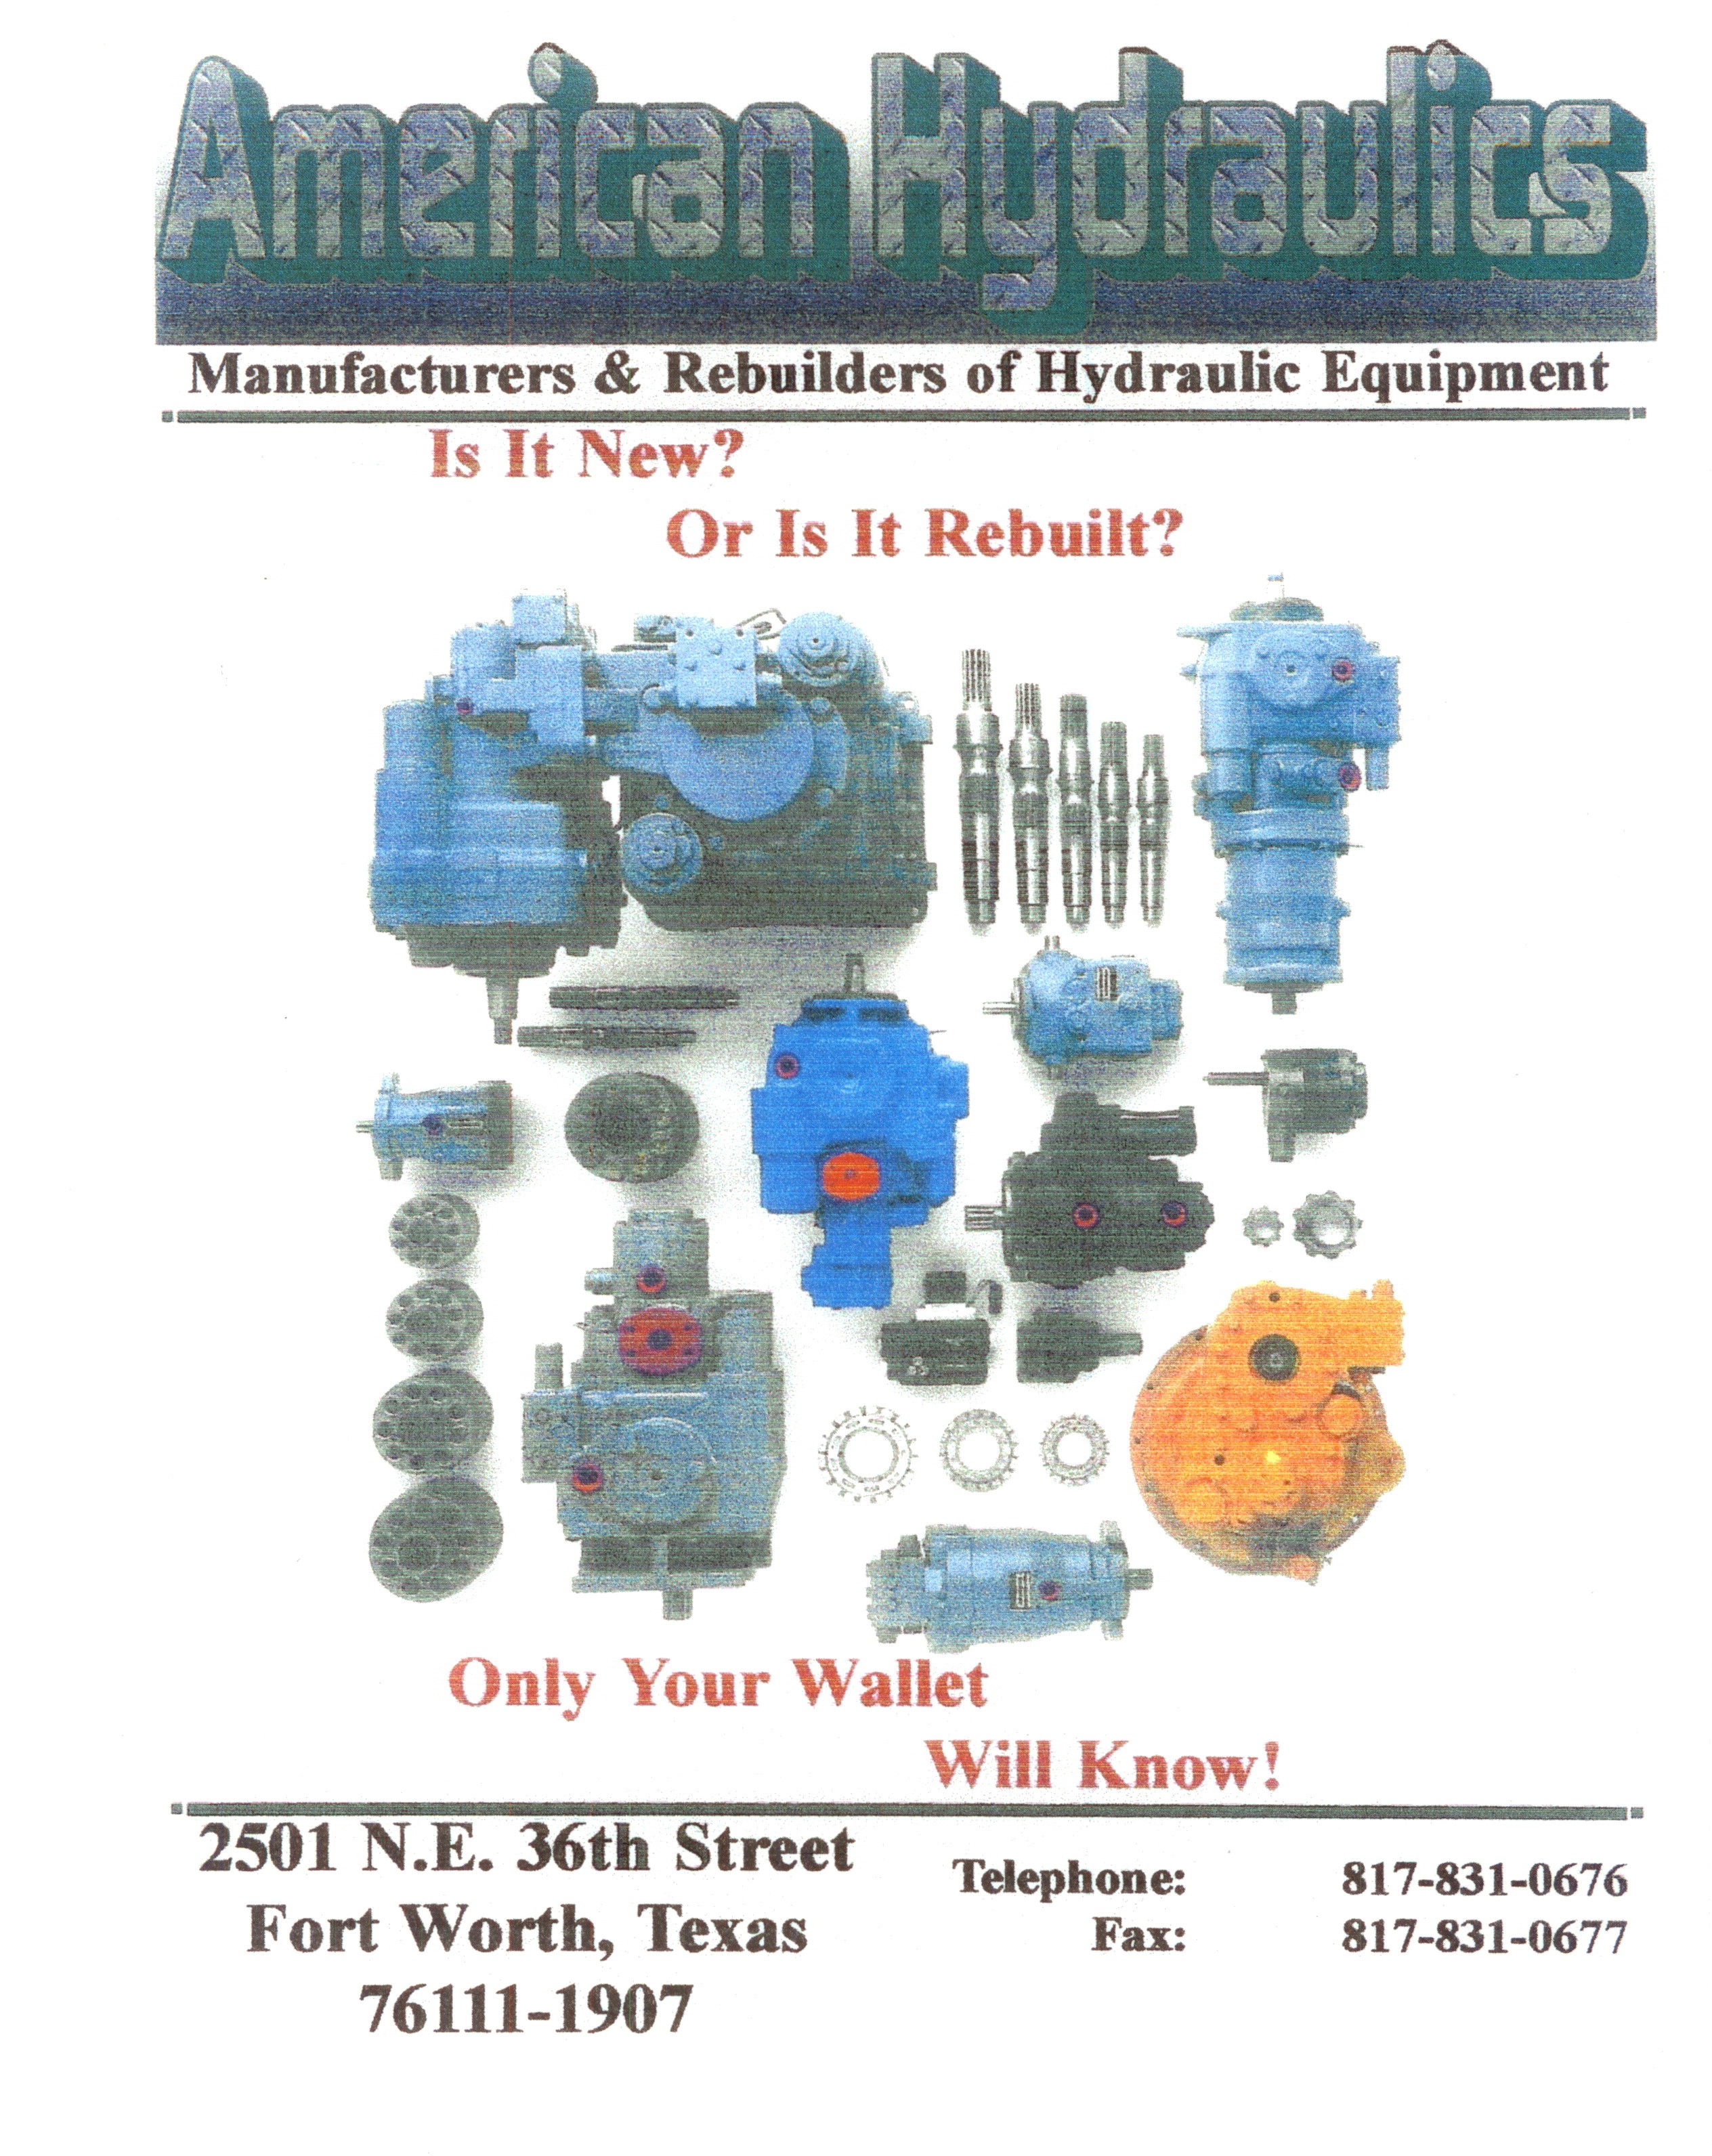 American Hydraulics
Manufacturers & Rebuilders of Hydraulic Equipment
Is It New?
Or Is It Rebuilt?
Only Your Wallet
Will Know!
2501 N.E. 36th Street
Fort Worth, Texas
76111-1907
Telephone: 817-831-0676
Fax: 817-831-0677